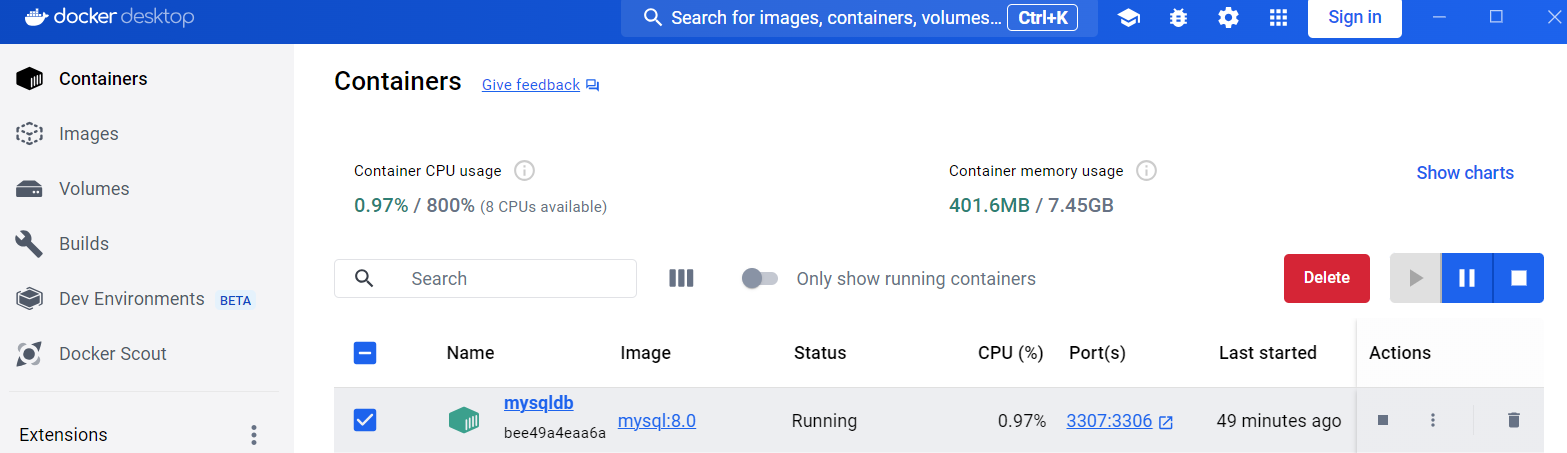 docker desktop
Search for images, containers, volumes... Ctrl+K
Sign in
Containers
Images
Volumes
Builds
Dev Environments BETA
Docker Scout
Extensions
Containers Give feedback
Container CPU usage
0.97% / 800% (8 CPUs available)
Container memory usage
401.6MB / 7.45GB
Show charts
Search
Only show running containers
Delete
Name Image Status CPU (%) Port(s) Last started Actions
mysqldb
bee49a4eaa6a
mysql:8.0 Running 0.97% 3307:3306 49 minutes ago